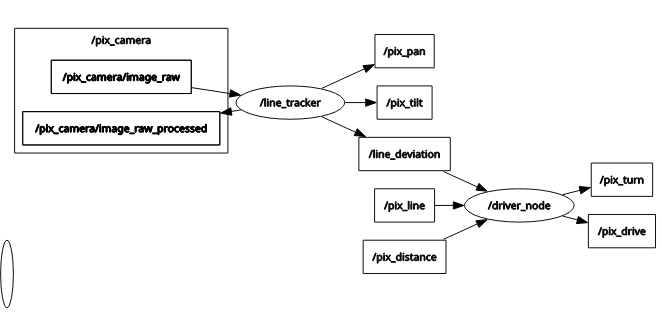 /pix_camera
/pix_camera/image_raw
/pix_camera/image_raw_processed
/line_tracker
/pix_pan
/pix_tilt
/line_deviation
/pix_line
/pix_distance
/driver_node
/pix_turn
/pix_drive